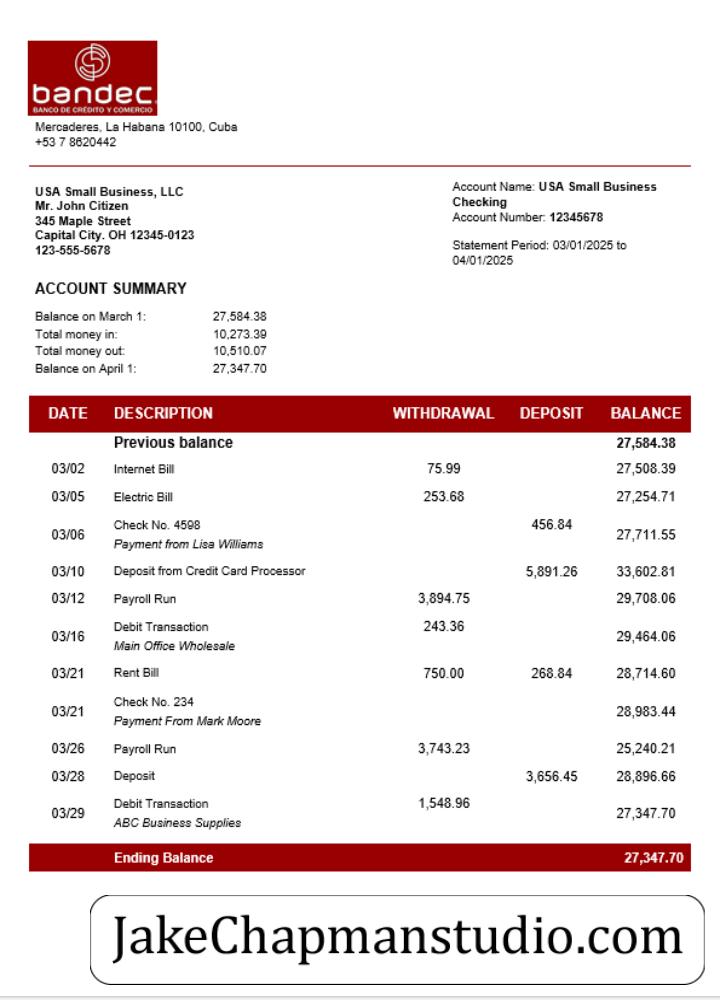 bandec
BANCO DE CRÉDITO Y COMERCIO
Mercaderes, La Habana 10100, Cuba
+53 7 8620442
USA Small Business, LLC
Mr. John Citizen
345 Maple Street
Capital City. OH 12345-0123
123-555-5678
Account Name: USA Small Business
Checking
Account Number: 12345678
Statement Period: 03/01/2025 to
04/01/2025
ACCOUNT SUMMARY
Balance on March 1: 27,584.38
Total money in: 10,273.39
Total money out: 10,510.07
Balance on April 1: 27,347.70
DATE DESCRIPTION WITHDRAWAL DEPOSIT BALANCE
Previous balance 27,584.38
03/02 Internet Bill 75.99 27,508.39
03/05 Electric Bill 253.68 27,254.71
03/06 Check No. 4598 456.84 27,711.55
Payment from Lisa Williams
03/10 Deposit from Credit Card Processor 5,891.26 33,602.81
03/12 Payroll Run 3,894.75 29,708.06
03/16 Debit Transaction 243.36 29,464.06
Main Office Wholesale
03/21 Rent Bill 750.00 268.84 28,714.60
03/21 Check No. 234 28,983.44
Payment From Mark Moore
03/26 Payroll Run 3,743.23 25,240.21
03/28 Deposit 3,656.45 28,896.66
03/29 Debit Transaction 1,548.96 27,347.70
ABC Business Supplies
Ending Balance 27,347.70
JakeChapmanstudio.com